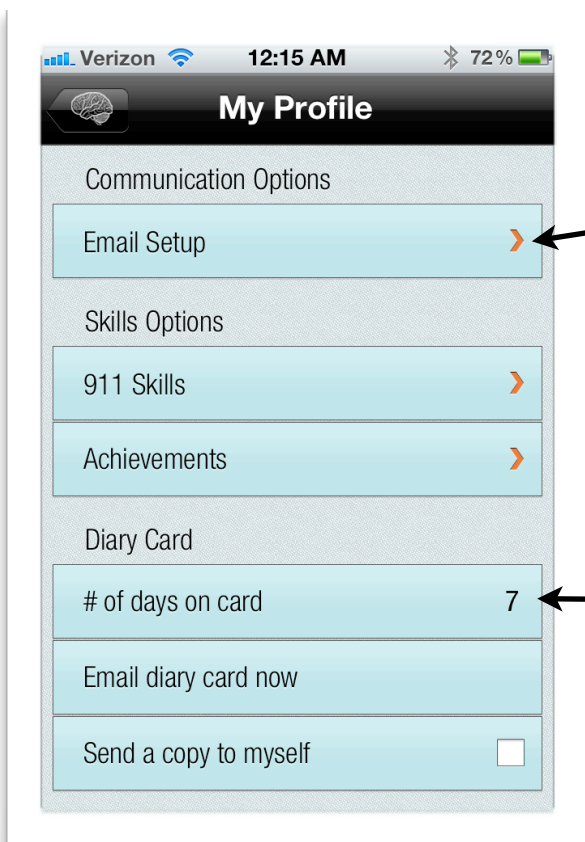 Verizon 12:15 AM 72%
My Profile
Communication Options
Email Setup
Skills Options
911 Skills
Achievements
Diary Card
# of days on card 7
Email diary card now
Send a copy to myself